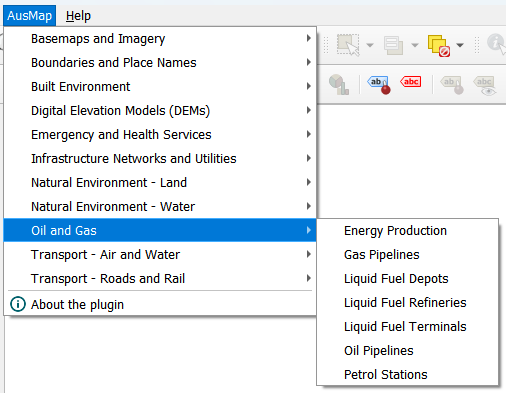 AusMap Help
Basemaps and Imagery
Boundaries and Place Names
Built Environment
Digital Elevation Models (DEMs)
Emergency and Health Services
Infrastructure Networks and Utilities
Natural Environment - Land
Natural Environment - Water
Oil and Gas
Transport - Air and Water
Transport - Roads and Rail
About the plugin
Energy Production
Gas Pipelines
Liquid Fuel Depots
Liquid Fuel Refineries
Liquid Fuel Terminals
Oil Pipelines
Petrol Stations
ab abc ab abc